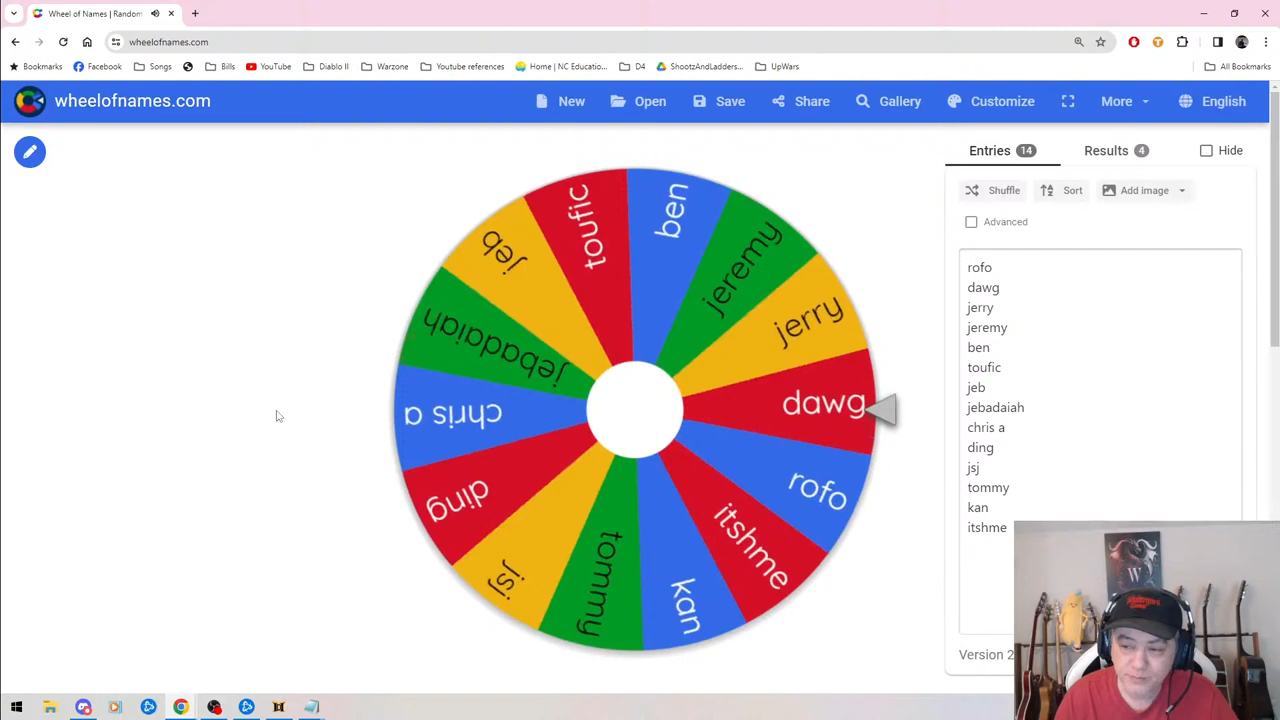 Wheel of Names | Random
wheelofnames.com
Bookmarks
Facebook
Songs
Bills
YouTube
Diablo II
Warzone
Youtube references
Home | NC Educatio...
D4
ShootzAndLadders...
UpWars
All Bookmarks
wheelofnames.com
New
Open
Save
Share
Gallery
Customize
More
English
Entries 14
Results 4
Hide
Shuffle
Sort
Add image
Advanced
rofo
dawg
jerry
jeremy
ben
toufic
jeb
jebadaiah
chris a
ding
jsj
tommy
kan
itshme
Version 2
ben
jeremy
jerry
dawg
rofo
itshme
kan
tommy
jsj
ding
chris a
jebadaiah
jeb
toufic
W